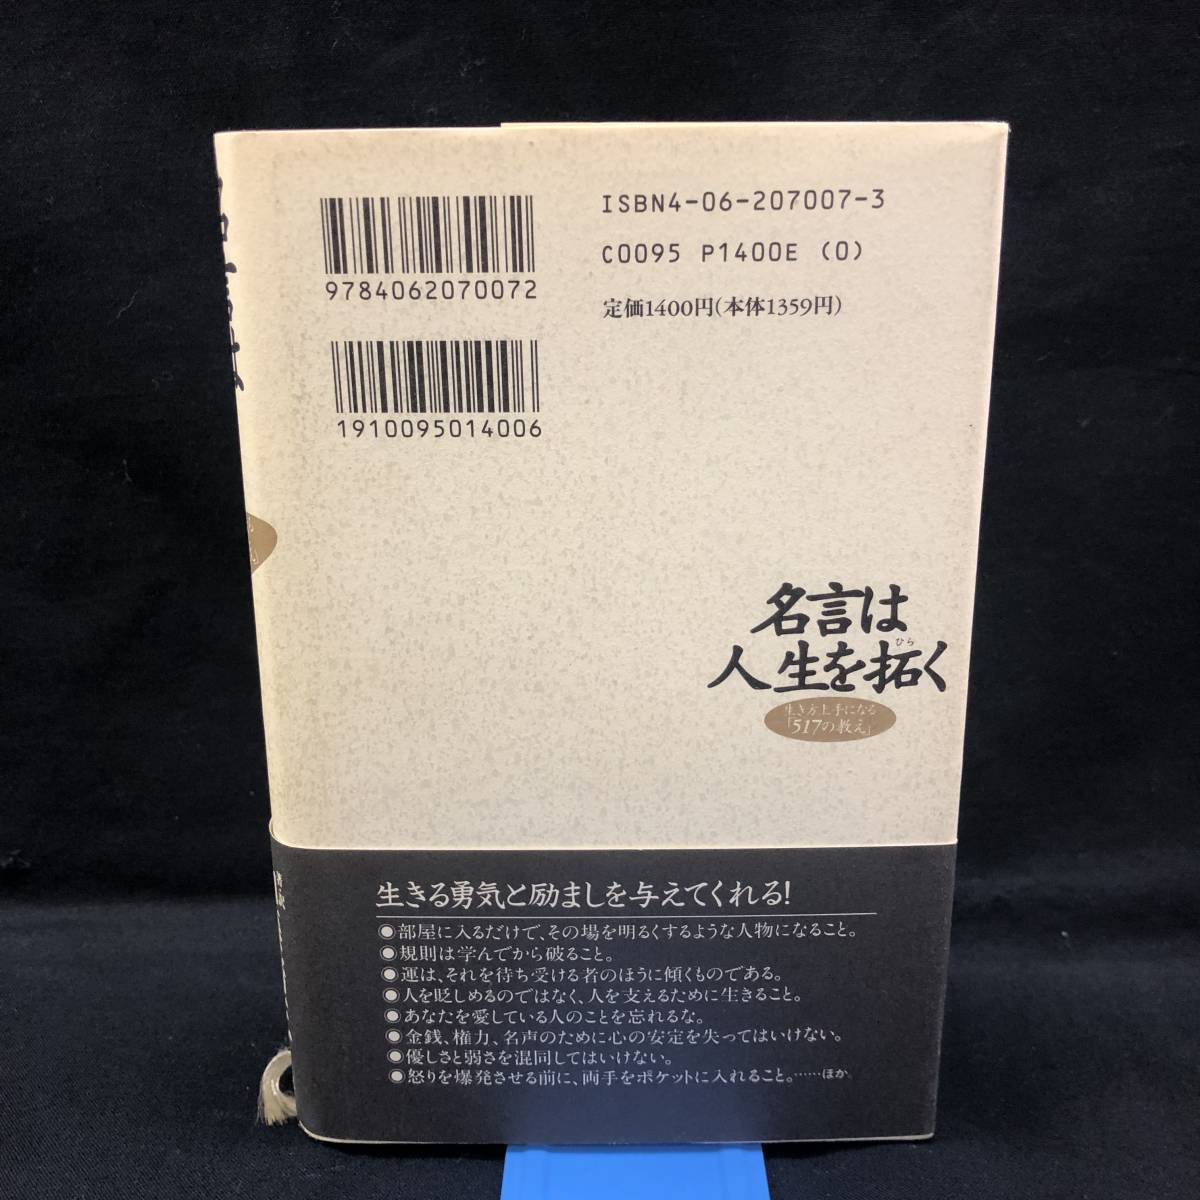 ISBN4-06-207007-3
C0095 P1400E (0)
定価1400円(本体1359円)
9784062070072
1910095014006
名言は
人生を拓く
ひら
生き方上手になる
「517の教え」
生きる勇気と励ましを与えてくれる!
●部屋に入るだけで、その場を明るくするような人物になること。
●規則は学んでから破ること。
●運は、それを待ち受ける者のほうに傾くものである。
●人を貶しめるのではなく、人を支えるために生きること。
●あなたを愛している人のことを忘れるな。
●金銭、権力、名声のために心の安定を失ってはいけない。
●優しさと弱さを混同してはいけない。
●怒りを爆発させる前に、両手をポケットに入れること。……ほか。